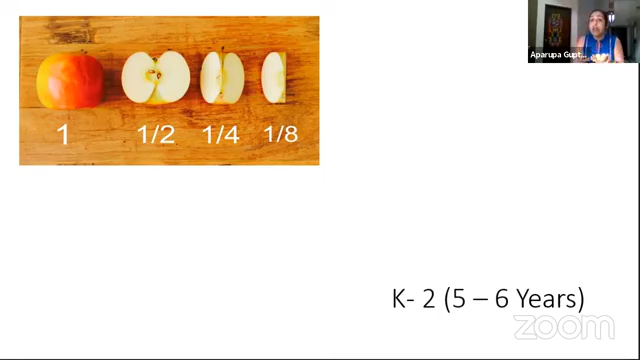 1 1/2 1/4 1/8
Aparupa Gupt...
K- 2 (5 – 6 Years)
zoom